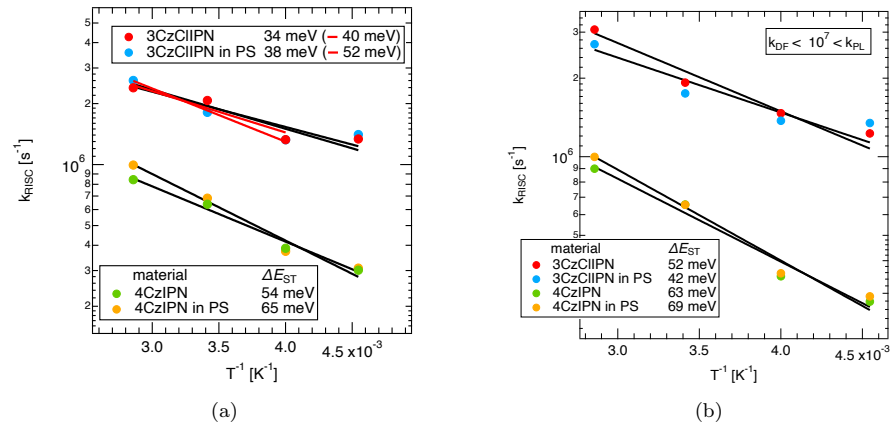 5
4
3
2
10⁶
9
8
7
6
5
4
3
2
k_RISC [s⁻¹]
3CzClIPN 34 meV (– 40 meV)
3CzClIPN in PS 38 meV (– 52 meV)
material ΔE_ST
4CzIPN 54 meV
4CzIPN in PS 65 meV
3.0 3.5 4.0 4.5 x10⁻³
T⁻¹ [K⁻¹]
(a)
3
2
10⁶
9
8
7
6
5
4
3
k_RISC [s⁻¹]
k_DF < 10⁷ < k_PL
material ΔE_ST
3CzClIPN 52 meV
3CzClIPN in PS 42 meV
4CzIPN 63 meV
4CzIPN in PS 69 meV
3.0 3.5 4.0 4.5 x10⁻³
T⁻¹ [K⁻¹]
(b)